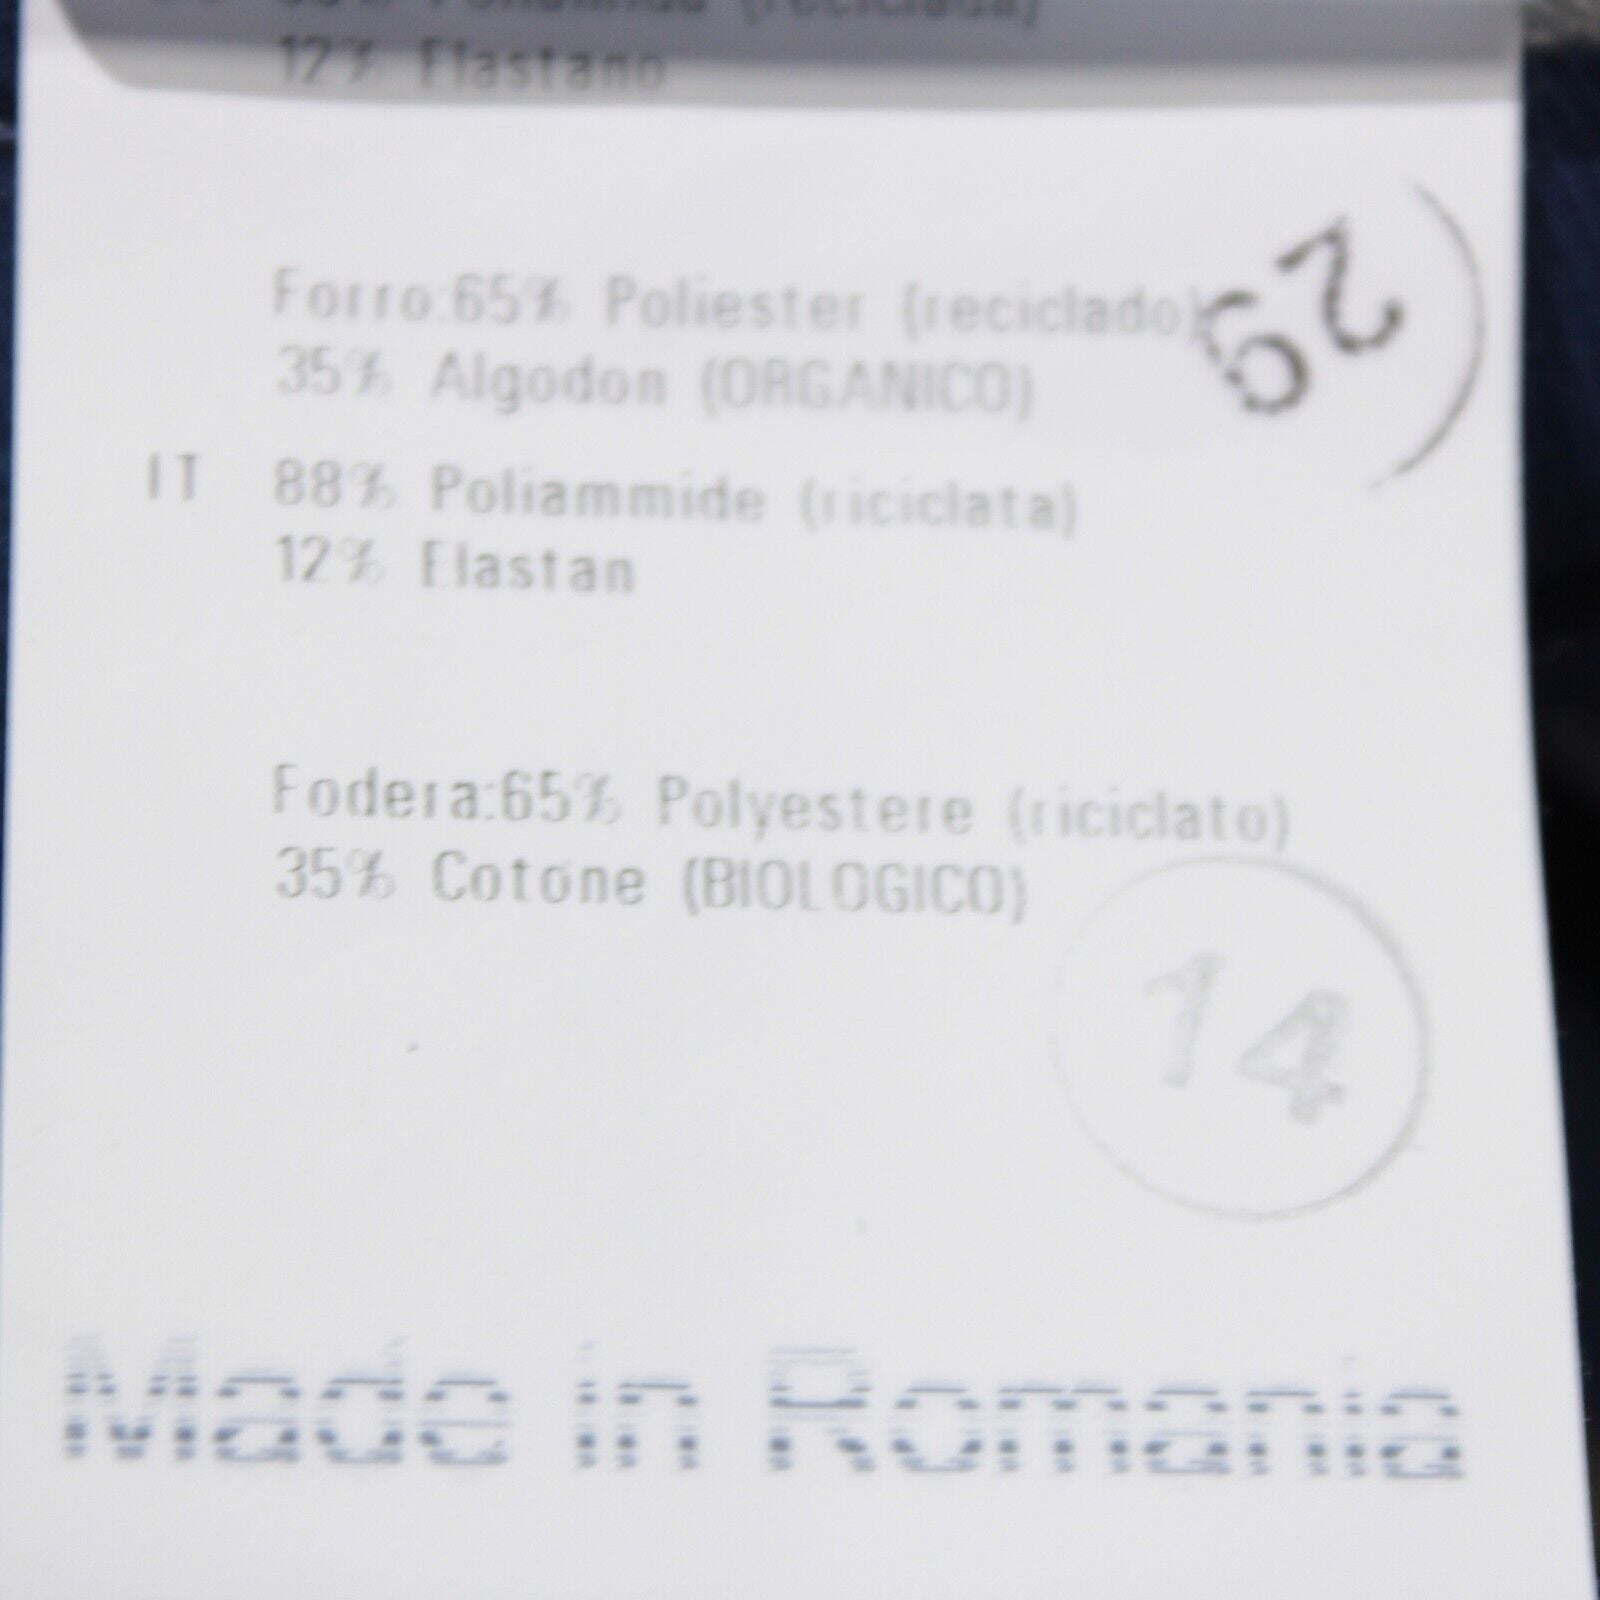 12% Elastano
Forro:65% Poliester (reciclado)
35% Algodon (ORGANICO)
IT 88% Poliammide (riciclata)
12% Elastan
Fodera:65% Polyestere (riciclato)
35% Cotone (BIOLOGICO)
29
14
Made in Romania